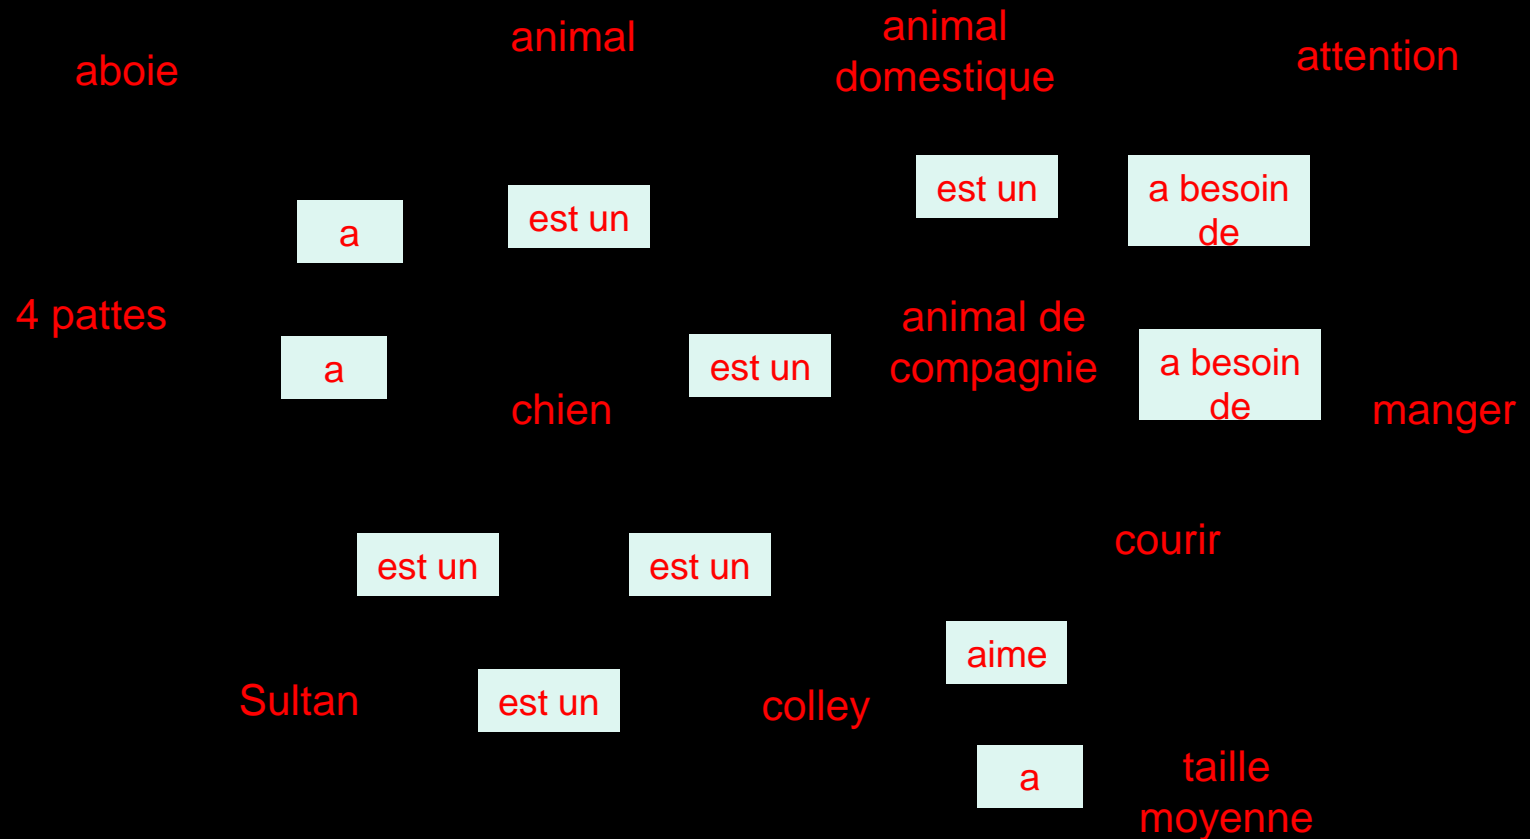 animal
animal
domestique
attention
aboie
est un
a besoin
de
est un
a
4 pattes
animal de
compagnie
a
est un
a besoin
de
chien
manger
courir
est un
est un
aime
Sultan
est un
colley
a
taille
moyenne